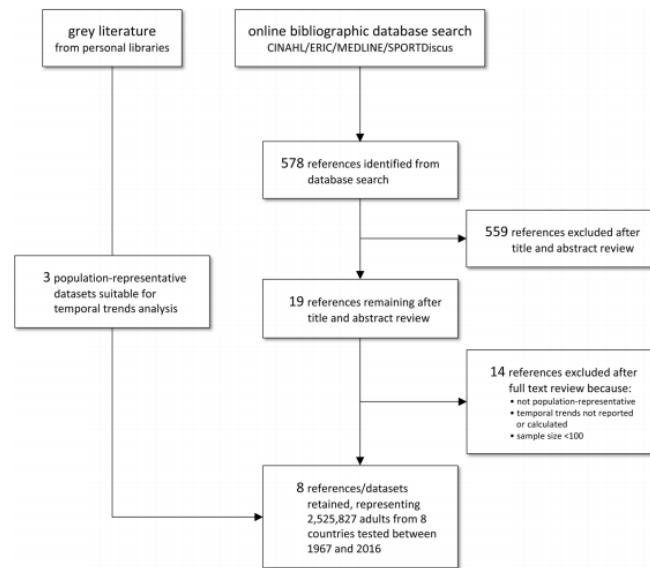 grey literature
from personal libraries
online bibliographic database search
CINAHL/ERIC/MEDLINE/SPORTDiscus
578 references identified from
database search
559 references excluded after
title and abstract review
3 population-representative
datasets suitable for
temporal trends analysis
19 references remaining after
title and abstract review
14 references excluded after
full text review because:
• not population-representative
• temporal trends not reported
or calculated
• sample size <100
8 references/datasets
retained, representing
2,525,827 adults from 8
countries tested between
1967 and 2016